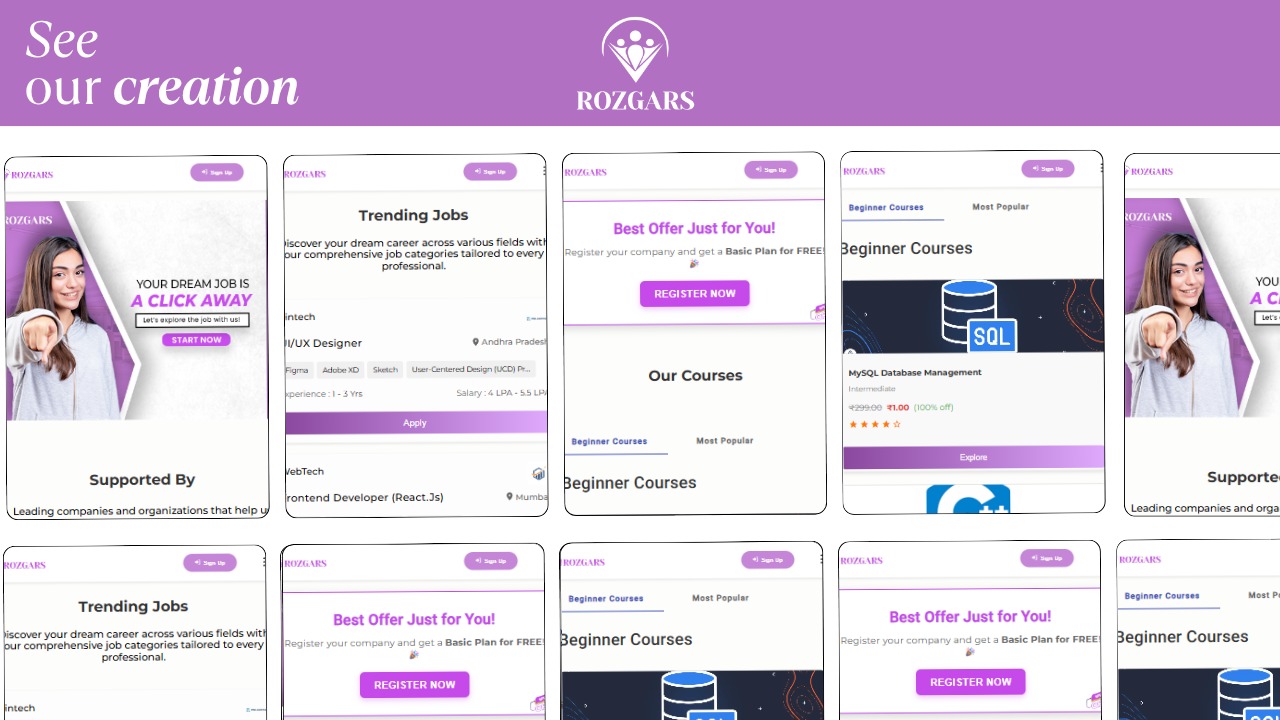 See
our creation
ROZGARS
ROZGARS
Sign Up
ROZGARS
YOUR DREAM JOB IS
A CLICK AWAY
Let's explore the job with us!
START NOW
Supported By
Leading companies and organizations that help u
ROZGARS
Sign Up
Trending Jobs
iscover your dream career across various fields with
our comprehensive job categories tailored to every
professional.
intech
UI/UX Designer
Andhra Pradesh
Figma
Adobe XD
Sketch
User-Centered Design (UCD) Pr...
xperience : 1 - 3 Yrs
Salary : 4 LPA - 5.5 LPA
Apply
WebTech
rontend Developer (React.Js)
Mumba
ROZGARS
Sign Up
Best Offer Just for You!
Register your company and get a Basic Plan for FREE!
🎉
REGISTER NOW
Our Courses
Beginner Courses
Most Popular
Beginner Courses
ROZGARS
Sign Up
Beginner Courses
Most Popular
Beginner Courses
SQL
MySQL Database Management
Intermediate
₹299.00 ₹1.00 (100% off)
Explore
C++
ROZGARS
ROZGARS
YOU
A C
Let's e
Supporte
Leading companies and orga
ROZGARS
Sign Up
Trending Jobs
iscover your dream career across various fields with
our comprehensive job categories tailored to every
professional.
intech
ROZGARS
Sign Up
Best Offer Just for You!
Register your company and get a Basic Plan for FREE!
🎉
REGISTER NOW
ROZGARS
Sign Up
Beginner Courses
Most Popular
Beginner Courses
SQL
ROZGARS
Sign Up
Best Offer Just for You!
Register your company and get a Basic Plan for FREE!
🎉
REGISTER NOW
ROZGARS
Sign Up
Beginner Courses
Most Po
Beginner Courses